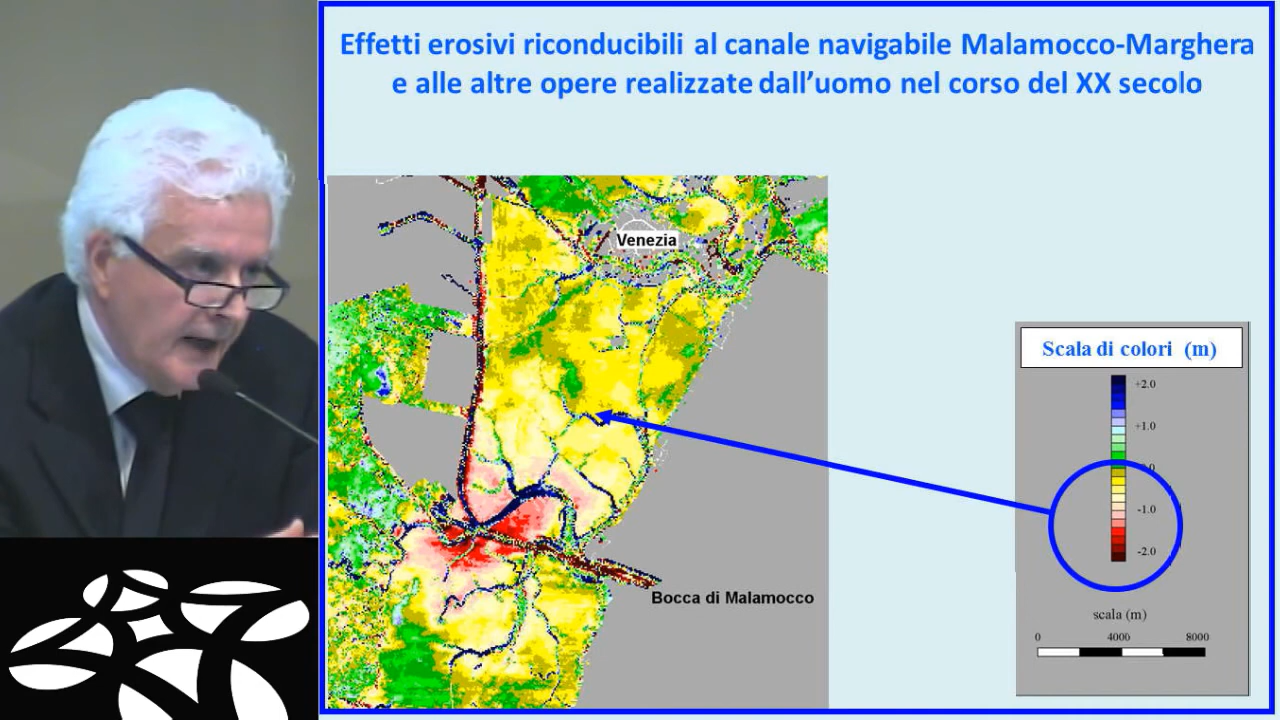 Effetti erosivi riconducibili al canale navigabile Malamocco-Marghera
e alle altre opere realizzate dall'uomo nel corso del XX secolo
Venezia
Bocca di Malamocco
Scala di colori (m)
+2.0
+1.0
-1.0
-2.0
scala (m)
0 4000 8000